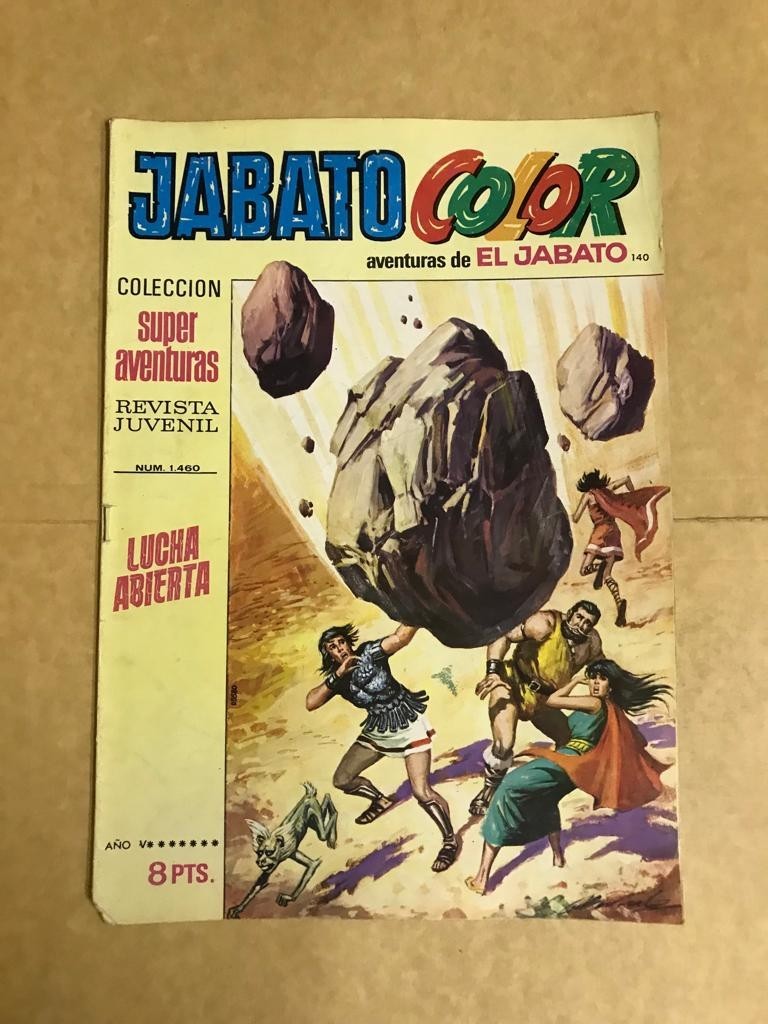 JABATO COLOR
aventuras de EL JABATO 140
COLECCION
super
aventuras
REVISTA
JUVENIL
NUM. 1.460
LUCHA
ABIERTA
AÑO V*******
8 PTS.